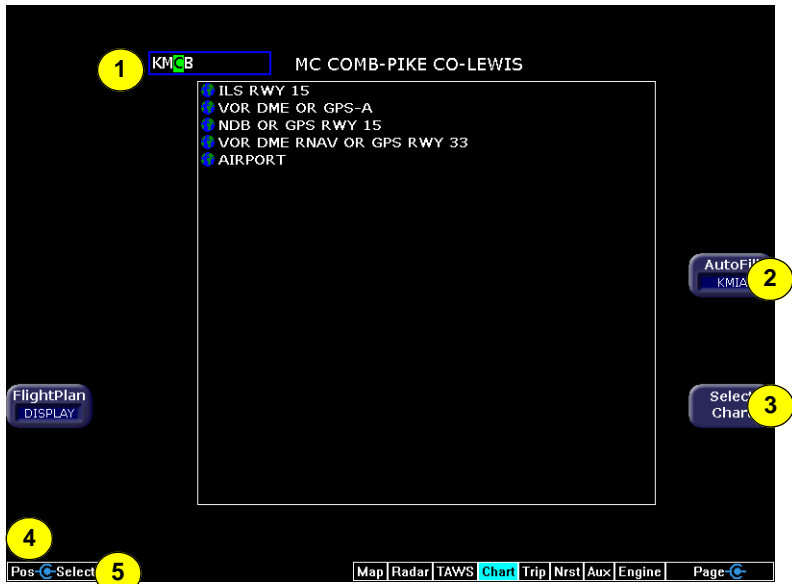 1
KMCB
MC COMB-PIKE CO-LEWIS
ILS RWY 15
VOR DME OR GPS-A
NDB OR GPS RWY 15
VOR DME RNAV OR GPS RWY 33
AIRPORT
2
KMIA
3
FlightPlan
DISPLAY
4
Pos Select
5
Map Radar TAWS Chart Trip Nrst Aux Engine
Page